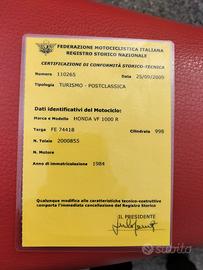 FEDERAZIONE MOTOCICLISTICA ITALIANA
REGISTRO STORICO NAZIONALE
CERTIFICAZIONE DI CONFORMITÀ STORICO-TECNICA
Numero 110265 Data 25/09/2009
Tipologia TURISMO - POSTCLASSICA
Dati identificativi del Motociclo:
Marca e Modello HONDA VF 1000 R
Targa FE 74418 Cilindrata 998
N. Telaio 2000855
N. Motore
Anno di immatricolazione 1984
Qualunque modifica alle caratteristiche tecnico-costruttive
comporta l'immediata cancellazione dal Registro Storico
IL PRESIDENTE
subito